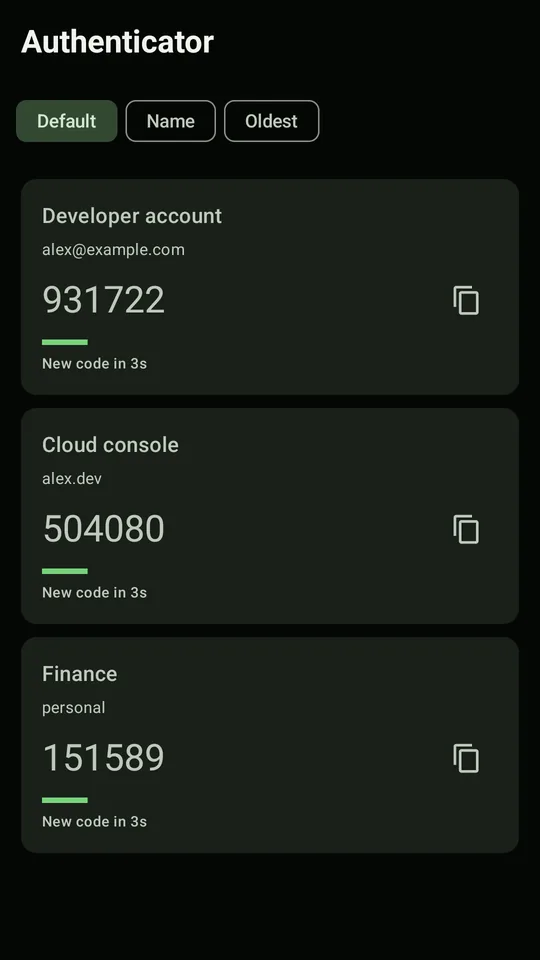 Authenticator
Default
Name
Oldest
Developer account
alex@example.com
931722
New code in 3s
Cloud console
alex.dev
504080
New code in 3s
Finance
personal
151589
New code in 3s